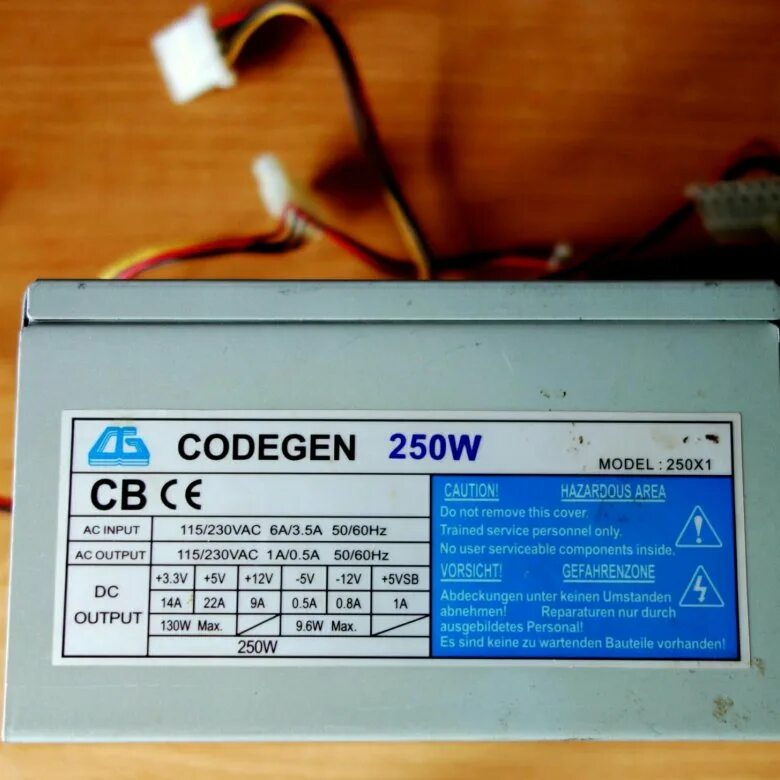 CG CODEGEN 250W
MODEL : 250X1
CB CE
AC INPUT 115/230VAC 6A/3.5A 50/60Hz
AC OUTPUT 115/230VAC 1A/0.5A 50/60Hz
DC OUTPUT
+3.3V +5V +12V -5V -12V +5VSB
14A 22A 9A 0.5A 0.8A 1A
130W Max. 9.6W Max.
250W
CAUTION! HAZARDOUS AREA
Do not remove this cover.
Trained service personnel only.
No user serviceable components inside.
VORSICHT! GEFAHRENZONE
Abdeckungen unter keinen Umstanden
abnehmen! Reparaturen nur durch
ausgebildetes Personal!
Es sind keine zu wartenden Bauteile vorhanden!